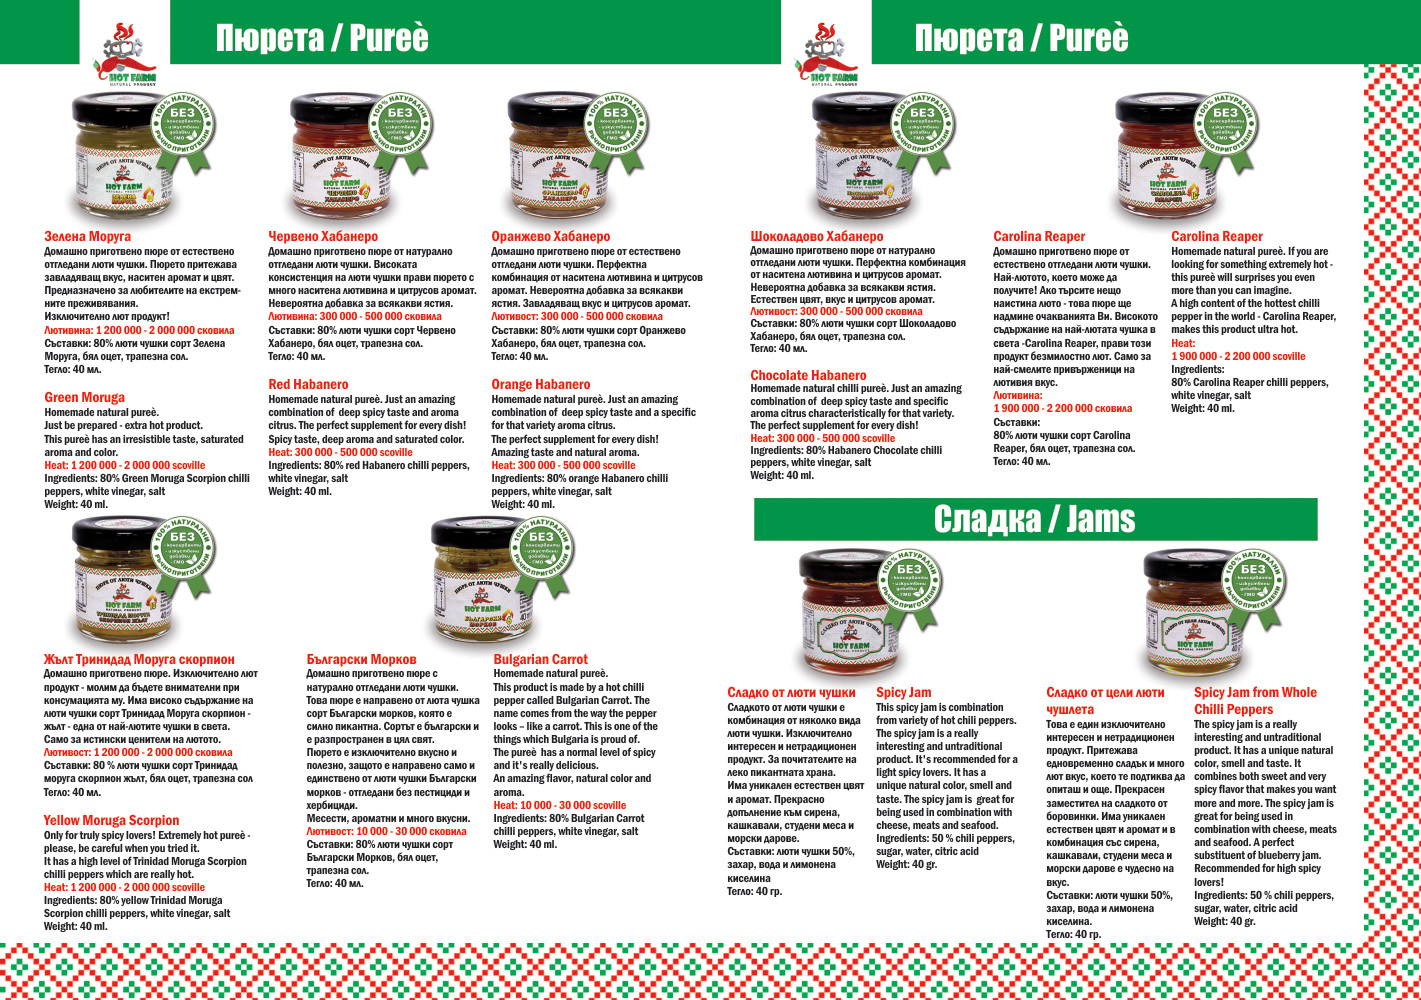 Пюрета / Pureè
HOT FARM
NATURAL PRODUCT
Зелена Моруга
Домашно приготвено пюре от естествено
отгледани люти чушки. Пюрето притежава
завладяващ вкус, наситен аромат и цвят.
Предназначено за любителите на екстрем-
ните преживявания.
Изключително лют продукт!
Лютивина: 1 200 000 - 2 000 000 сковила
Съставки: 80% люти чушки сорт Зелена
Моруга, бял оцет, трапезна сол.
Тегло: 40 мл.
Green Moruga
Homemade natural pureè.
Just be prepared - extra hot product.
This pureè has an irresistible taste, saturated
aroma and color.
Heat: 1 200 000 - 2 000 000 scoville
Ingredients: 80% Green Moruga Scorpion chilli
peppers, white vinegar, salt
Weight: 40 ml.
Червено Хабанеро
Домашно приготвено пюре от натурално
отгледани люти чушки. Високата
консистенция на люти чушки прави пюрето с
много наситена лютивина и цитрусов аромат.
Невероятна добавка за всякакви ястия.
Лютивина: 300 000 - 500 000 сковила
Съставки: 80% люти чушки сорт Червено
Хабанеро, бял оцет, трапезна сол.
Тегло: 40 мл.
Red Habanero
Homemade natural pureè. Just an amazing
combination of deep spicy taste and aroma
citrus. The perfect supplement for every dish!
Spicy taste, deep aroma and saturated color.
Heat: 300 000 - 500 000 scoville
Ingredients: 80% red Habanero chilli peppers,
white vinegar, salt
Weight: 40 ml.
Оранжево Хабанеро
Домашно приготвено пюре от естествено
отгледани люти чушки. Перфектна
комбинация от наситена лютивина и цитрусов
аромат. Невероятна добавка за всякакви
ястия. Завладяващ вкус и цитрусов аромат.
Лютивост: 300 000 - 500 000 сковила
Съставки: 80% люти чушки сорт Оранжево
Хабанеро, бял оцет, трапезна сол.
Тегло: 40 мл.
Orange Habanero
Homemade natural pureè. Just an amazing
combination of deep spicy taste and a specific
for that variety aroma citrus.
The perfect supplement for every dish!
Amazing taste and natural aroma.
Heat: 300 000 - 500 000 scoville
Ingredients: 80% orange Habanero chilli
peppers, white vinegar, salt
Weight: 40 ml.
Жълт Тринидад Моруга скорпион
Домашно приготвено пюре. Изключително лют
продукт - молим да бъдете внимателни при
консумацията му. Има високо съдържание на
люти чушки сорт Тринидад Моруга скорпион -
жълт - една от най-лютите чушки в света.
Само за истински ценители на лютото.
Лютивост: 1 200 000 - 2 000 000 сковила
Съставки: 80 % люти чушки сорт Тринидад
моруга скорпион жълт, бял оцет, трапезна сол
Тегло: 40 мл.
Yellow Moruga Scorpion
Only for truly spicy lovers! Extremely hot pureè -
please, be careful when you tried it.
It has a high level of Trinidad Moruga Scorpion
chilli peppers which are really hot.
Heat: 1 200 000 - 2 000 000 scoville
Ingredients: 80% yellow Trinidad Moruga
Scorpion chilli peppers, white vinegar, salt
Weight: 40 ml.
Български Морков
Домашно приготвено пюре с
натурално отгледани люти чушки.
Това пюре е направено от люта чушка
сорт Български морков, която е
силно пикантна. Сортът е български и
е разпространен в цял свят.
Пюрето е изключително вкусно и
полезно, защото е направено само и
единствено от люти чушки Български
морков - отгледани без пестициди и
хербициди.
Месести, ароматни и много вкусни.
Лютивост: 10 000 - 30 000 сковила
Съставки: 80% люти чушки сорт
Български Морков, бял оцет,
трапезна сол.
Тегло: 40 мл.
Bulgarian Carrot
Homemade natural pureè.
This product is made by a hot chilli
pepper called Bulgarian Carrot. The
name comes from the way the pepper
looks – like a carrot. This is one of the
things which Bulgaria is proud of.
The pureè has a normal level of spicy
and it's really delicious.
An amazing flavor, natural color and
aroma.
Heat: 10 000 - 30 000 scoville
Ingredients: 80% Bulgarian Carrot
chilli peppers, white vinegar, salt
Weight: 40 ml.
Пюрета / Pureè
HOT FARM
NATURAL PRODUCT
Шоколадово Хабанеро
Домашно приготвено пюре от натурално
отгледани люти чушки. Перфектна комбинация
от наситена лютивина и цитрусов аромат.
Невероятна добавка за всякакви ястия.
Естествен цвят, вкус и цитрусов аромат.
Лютивост: 300 000 - 500 000 сковила
Съставки: 80% люти чушки сорт Шоколадово
Хабанеро, бял оцет, трапезна сол.
Тегло: 40 мл.
Chocolate Habanero
Homemade natural chilli pureè. Just an amazing
combination of deep spicy taste and specific
aroma citrus characteristically for that variety.
The perfect supplement for every dish!
Heat: 300 000 - 500 000 scoville
Ingredients: 80% Habanero Chocolate chilli
peppers, white vinegar, salt
Weight: 40 ml.
Carolina Reaper
Домашно приготвено пюре от
естествено отгледани люти чушки.
Най-лютото, което може да
получите! Ако търсите нещо
наистина люто - това пюре ще
надмине очакванията Ви. Високото
съдържание на най-лютата чушка в
света -Carolina Reaper, прави този
продукт безмилостно лют. Само за
най-смелите привърженици на
лютивия вкус.
Лютивина:
1 900 000 - 2 200 000 сковила
Съставки:
80% люти чушки сорт Carolina
Reaper, бял оцет, трапезна сол.
Тегло: 40 мл.
Carolina Reaper
Homemade natural pureè. If you are
looking for something extremely hot -
this pureè will surprises you even
more than you can imagine.
A high content of the hottest chilli
pepper in the world - Carolina Reaper,
makes this product ultra hot.
Heat:
1 900 000 - 2 200 000 scoville
Ingredients:
80% Carolina Reaper chilli peppers,
white vinegar, salt
Weight: 40 ml.
Сладка / Jams
Сладко от люти чушки
Сладкото от люти чушки е
комбинация от няколко вида
люти чушки. Изключително
интересен и нетрадиционен
продукт. За почитателите на
леко пикантната храна.
Има уникален естествен цвят
и аромат. Прекрасно
допълнение към сирена,
кашкавали, студени меса и
морски дарове.
Съставки: люти чушки 50%,
захар, вода и лимонена
киселина
Тегло: 40 гр.
Spicy Jam
This spicy jam is combination
from variety of hot chili peppers.
The spicy jam is a really
interesting and untraditional
product. It's recommended for a
light spicy lovers. It has a
unique natural color, smell and
taste. The spicy jam is great for
being used in combination with
cheese, meats and seafood.
Ingredients: 50 % chili peppers,
sugar, water, citric acid
Weight: 40 gr.
Сладко от цели люти
чушлета
Това е един изключително
интересен и нетрадиционен
продукт. Притежава
едновременно сладък и много
лют вкус, което те подтиква да
опиташ и още. Прекрасен
заместител на сладкото от
боровинки. Има уникален
естествен цвят и аромат и в
комбинация със сирена,
кашкавали, студени меса и
морски дарове е чудесно на
вкус.
Съставки: люти чушки 50%,
захар, вода и лимонена
киселина.
Тегло: 40 гр.
Spicy Jam from Whole
Chilli Peppers
The spicy jam is a really
interesting and untraditional
product. It has a unique natural
color, smell and taste. It
combines both sweet and very
spicy flavor that makes you want
more and more. The spicy jam is
great for being used in
combination with cheese, meats
and seafood. A perfect
substituent of blueberry jam.
Recommended for high spicy
lovers!
Ingredients: 50 % chili peppers,
sugar, water, citric acid
Weight: 40 gr.